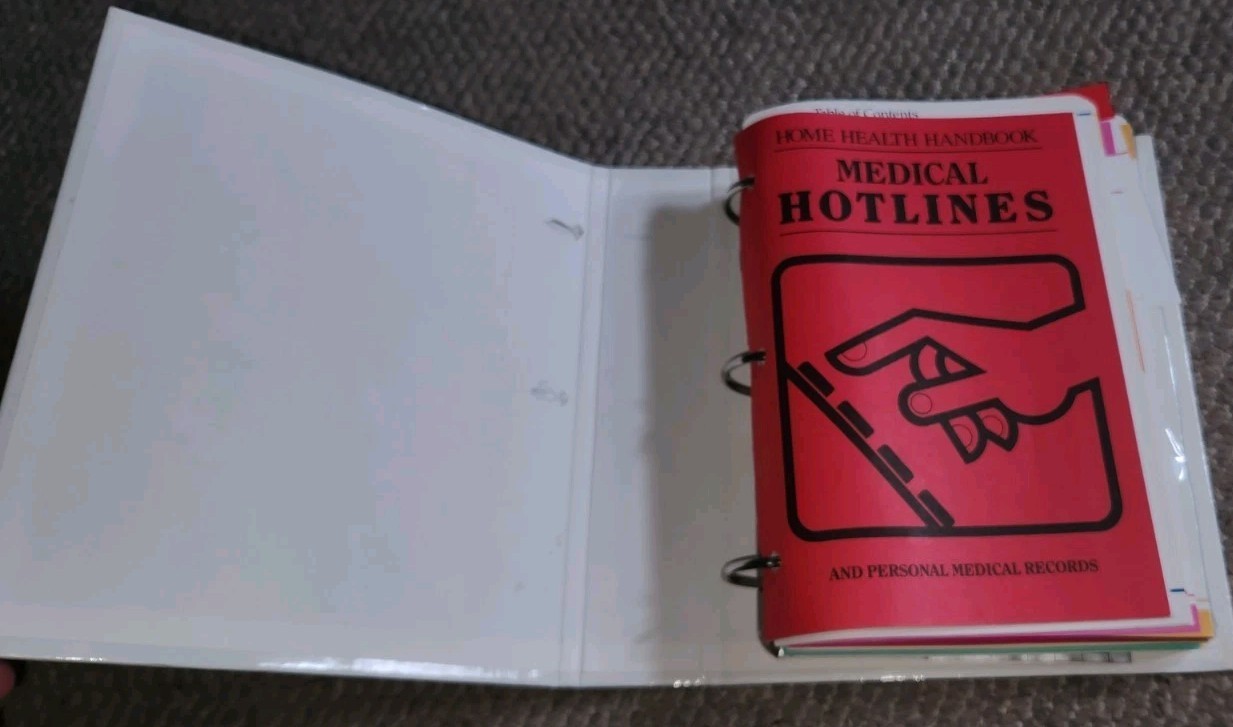 Table of Contents
HOME HEALTH HANDBOOK
MEDICAL
HOTLINES
AND PERSONAL MEDICAL RECORDS